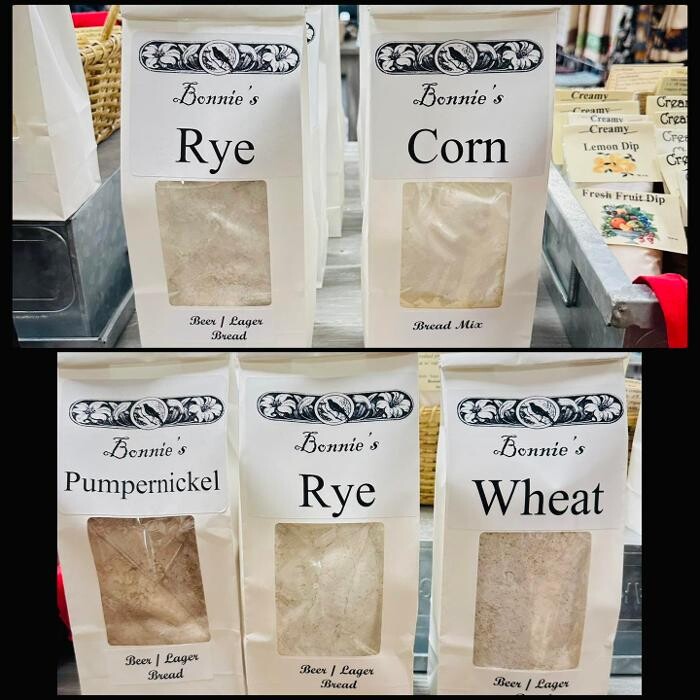 Bonnie's
Rye
Beer / Lager
Bread
Bonnie's
Corn
Bread Mix
Creamy
Creamy
Creamy
Creamy
Lemon Dip
Fresh Fruit Dip
Bonnie's
Pumpernickel
Beer / Lager
Bread
Bonnie's
Rye
Beer / Lager
Bread
Bonnie's
Wheat
Beer / Lager